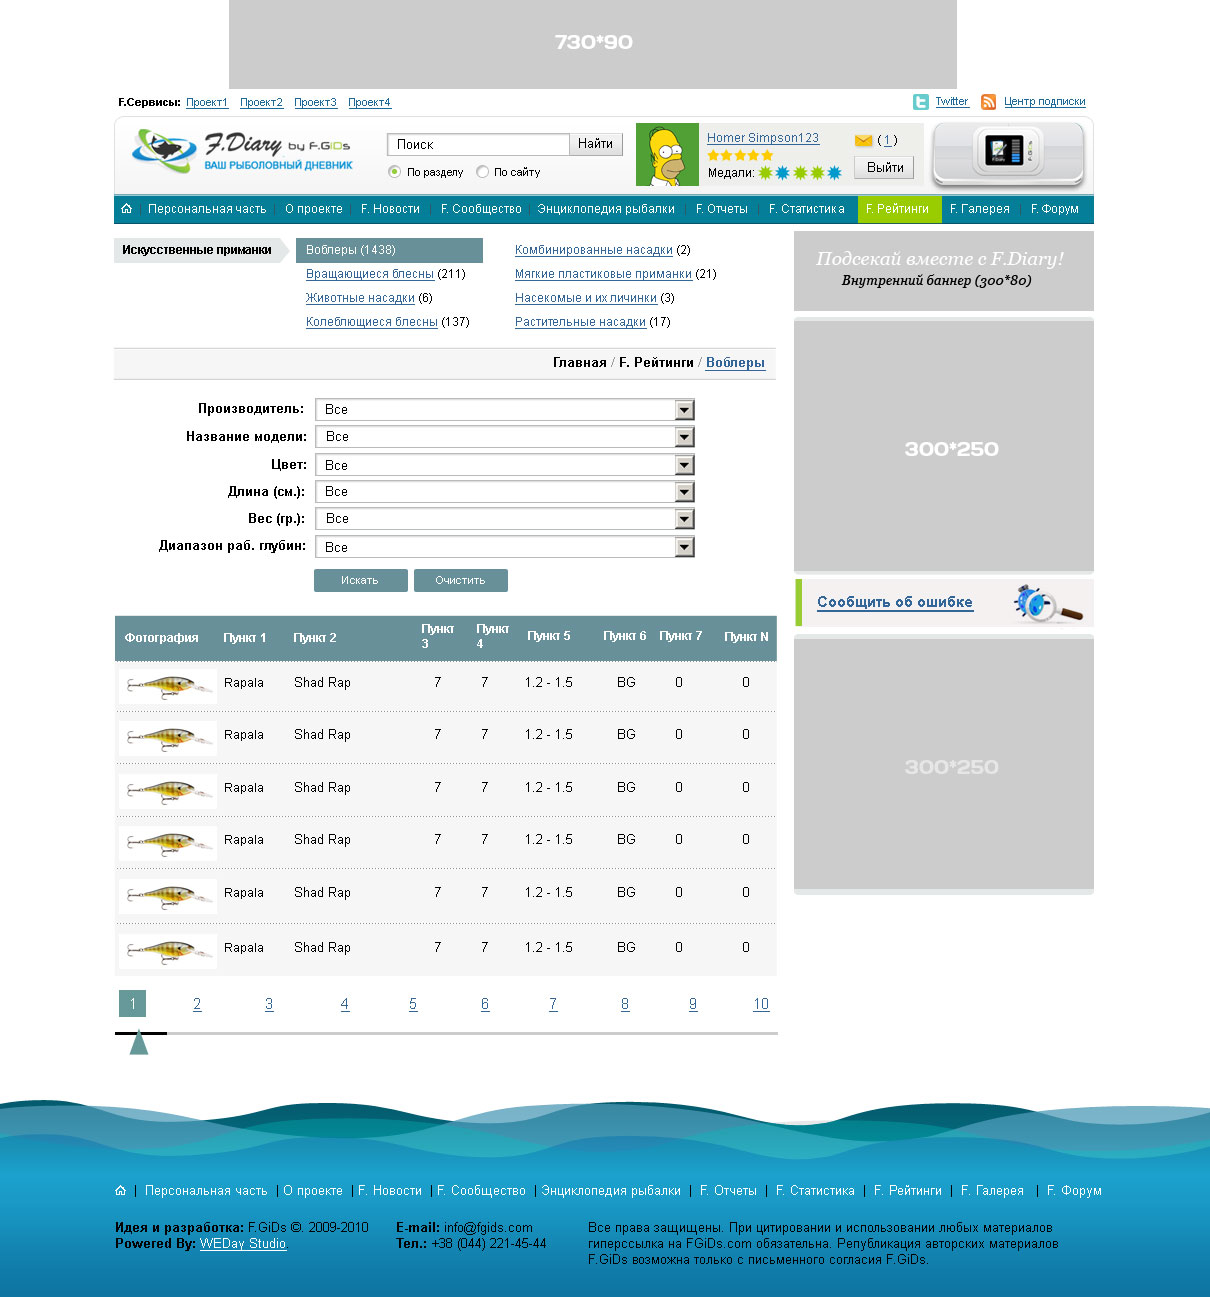 730*90
F.Сервисы: Проект1 Проект2 Проект3 Проект4
Twitter Центр подписки
F.Diary by F.GiDs
ВАШ РЫБОЛОВНЫЙ ДНЕВНИК
Поиск Найти
По разделу По сайту
Homer Simpson123 (1)
Медали: Выйти
Персональная часть | О проекте | F. Новости | F. Сообщество | Энциклопедия рыбалки | F. Отчеты | F. Статистика F. Рейтинги F. Галерея | F. Форум
Искусственные приманки
Воблеры (1438) Комбинированные насадки (2)
Вращающиеся блесны (211) Мягкие пластиковые приманки (21)
Животные насадки (6) Насекомые и их личинки (3)
Колеблющиеся блесны (137) Растительные насадки (17)
Подсекай вместе с F.Diary!
Внутренний баннер (300*80)
Главная / F. Рейтинги / Воблеры
Производитель: Все
Название модели: Все
Цвет: Все
Длина (см.): Все
Вес (гр.): Все
Диапазон раб. глубин: Все
Искать Очистить
300*250
Сообщить об ошибке
300*250
Фотография Пункт 1 Пункт 2 Пункт 3 Пункт 4 Пункт 5 Пункт 6 Пункт 7 Пункт N
Rapala Shad Rap 7 7 1.2 - 1.5 BG 0 0
Rapala Shad Rap 7 7 1.2 - 1.5 BG 0 0
Rapala Shad Rap 7 7 1.2 - 1.5 BG 0 0
Rapala Shad Rap 7 7 1.2 - 1.5 BG 0 0
Rapala Shad Rap 7 7 1.2 - 1.5 BG 0 0
Rapala Shad Rap 7 7 1.2 - 1.5 BG 0 0
1 2 3 4 5 6 7 8 9 10
| Персональная часть | О проекте | F. Новости | F. Сообщество | Энциклопедия рыбалки | F. Отчеты | F. Статистика | F. Рейтинги | F. Галерея | F. Форум
Идея и разработка: F.GiDs ©. 2009-2010
Powered By: WEDay Studio
E-mail: info@fgids.com
Тел.: +38 (044) 221-45-44
Все права защищены. При цитировании и использовании любых материалов
гиперссылка на FGiDs.com обязательна. Републикация авторских материалов
F.GiDs возможна только с письменного согласия F.GiDs.